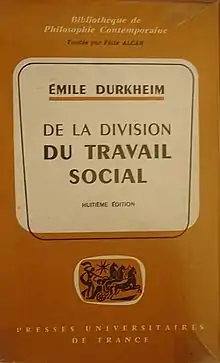 Bibliothèque de
Philosophie Contemporaine
Fondée par Félix ALCAN
ÉMILE DURKHEIM
DE LA DIVISION
DU TRAVAIL
SOCIAL
HUITIÈME ÉDITION
PRESSES UNIVERSITAIRES
DE FRANCE